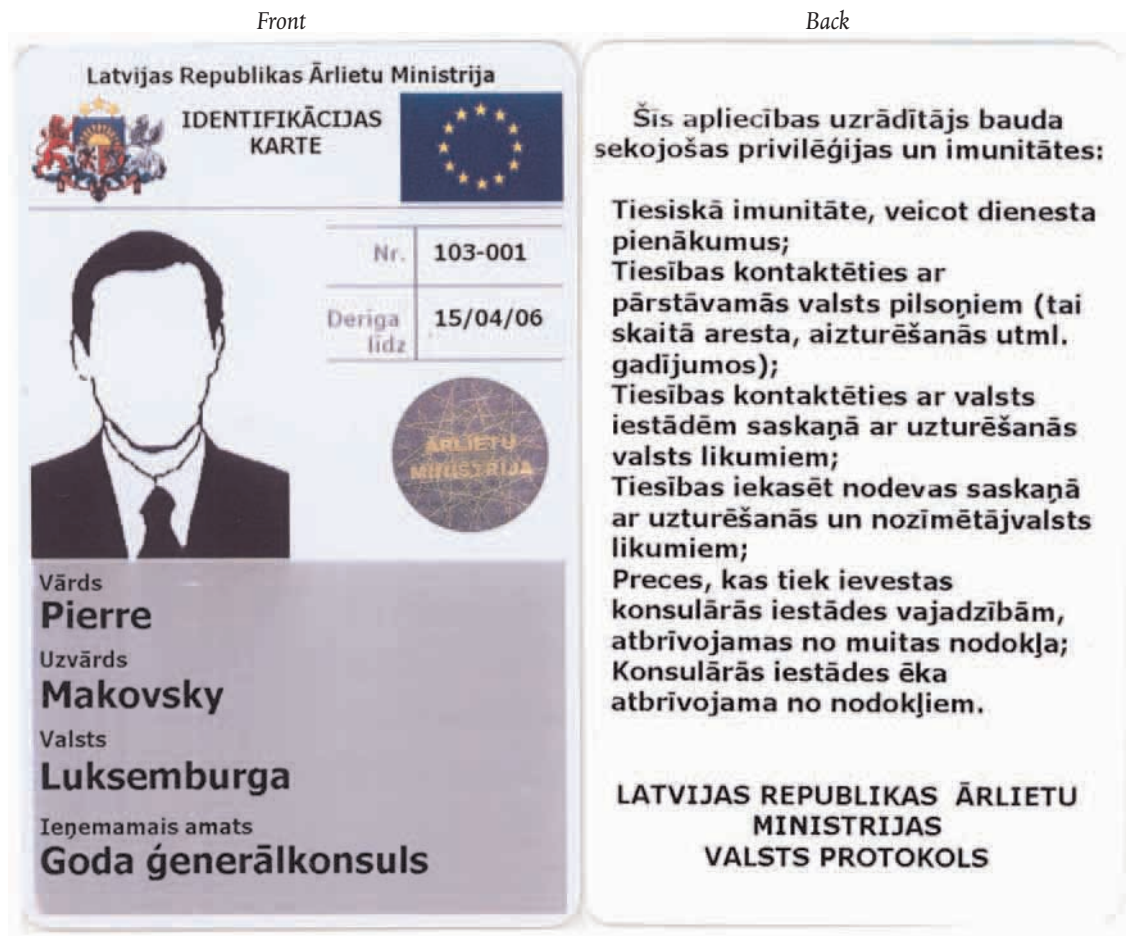 Front
Latvijas Republikas Ārlietu Ministrija
IDENTIFIKĀCIJAS
KARTE
Nr. 103-001
Deriga līdz 15/04/06
ĀRLIETU
MINISTRIJA
Vārds
Pierre
Uzvārds
Makovsky
Valsts
Luksemburga
Ieņemamais amats
Goda ģenerālkonsuls
Back
Šīs apliecības uzrādītājs bauda
sekojošas privilēģijas un imunitātes:
Tiesiskā imunitāte, veicot dienesta
pienākumus;
Tiesības kontaktēties ar
pārstāvamās valsts pilsoņiem (tai
skaitā aresta, aizturēšanās utml.
gadījumos);
Tiesības kontaktēties ar valsts
iestādēm saskaņā ar uzturēšanās
valsts likumiem;
Tiesības iekasēt nodevas saskaņā
ar uzturēšanās un nozīmētājvalsts
likumiem;
Preces, kas tiek ievestas
konsulārās iestādes vajadzībām,
atbrīvojamas no muitas nodokļa;
Konsulārās iestādes ēka
atbrīvojama no nodokļiem.
LATVIJAS REPUBLIKAS ĀRLIETU
MINISTRIJAS
VALSTS PROTOKOLS